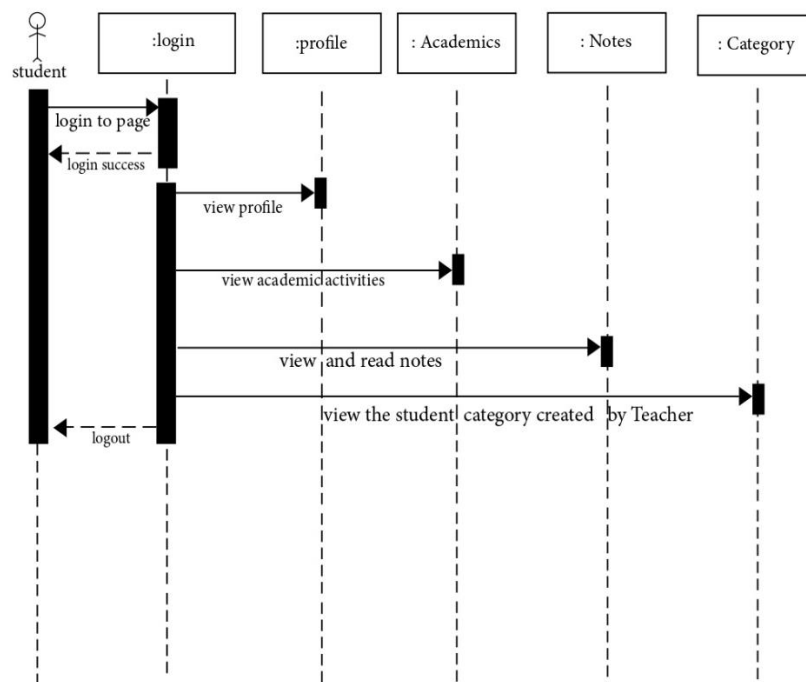 :login
:profile
: Academics
: Notes
: Category
student
login to page
login success
view profile
view academic activities
view and read notes
view the student category created by Teacher
logout